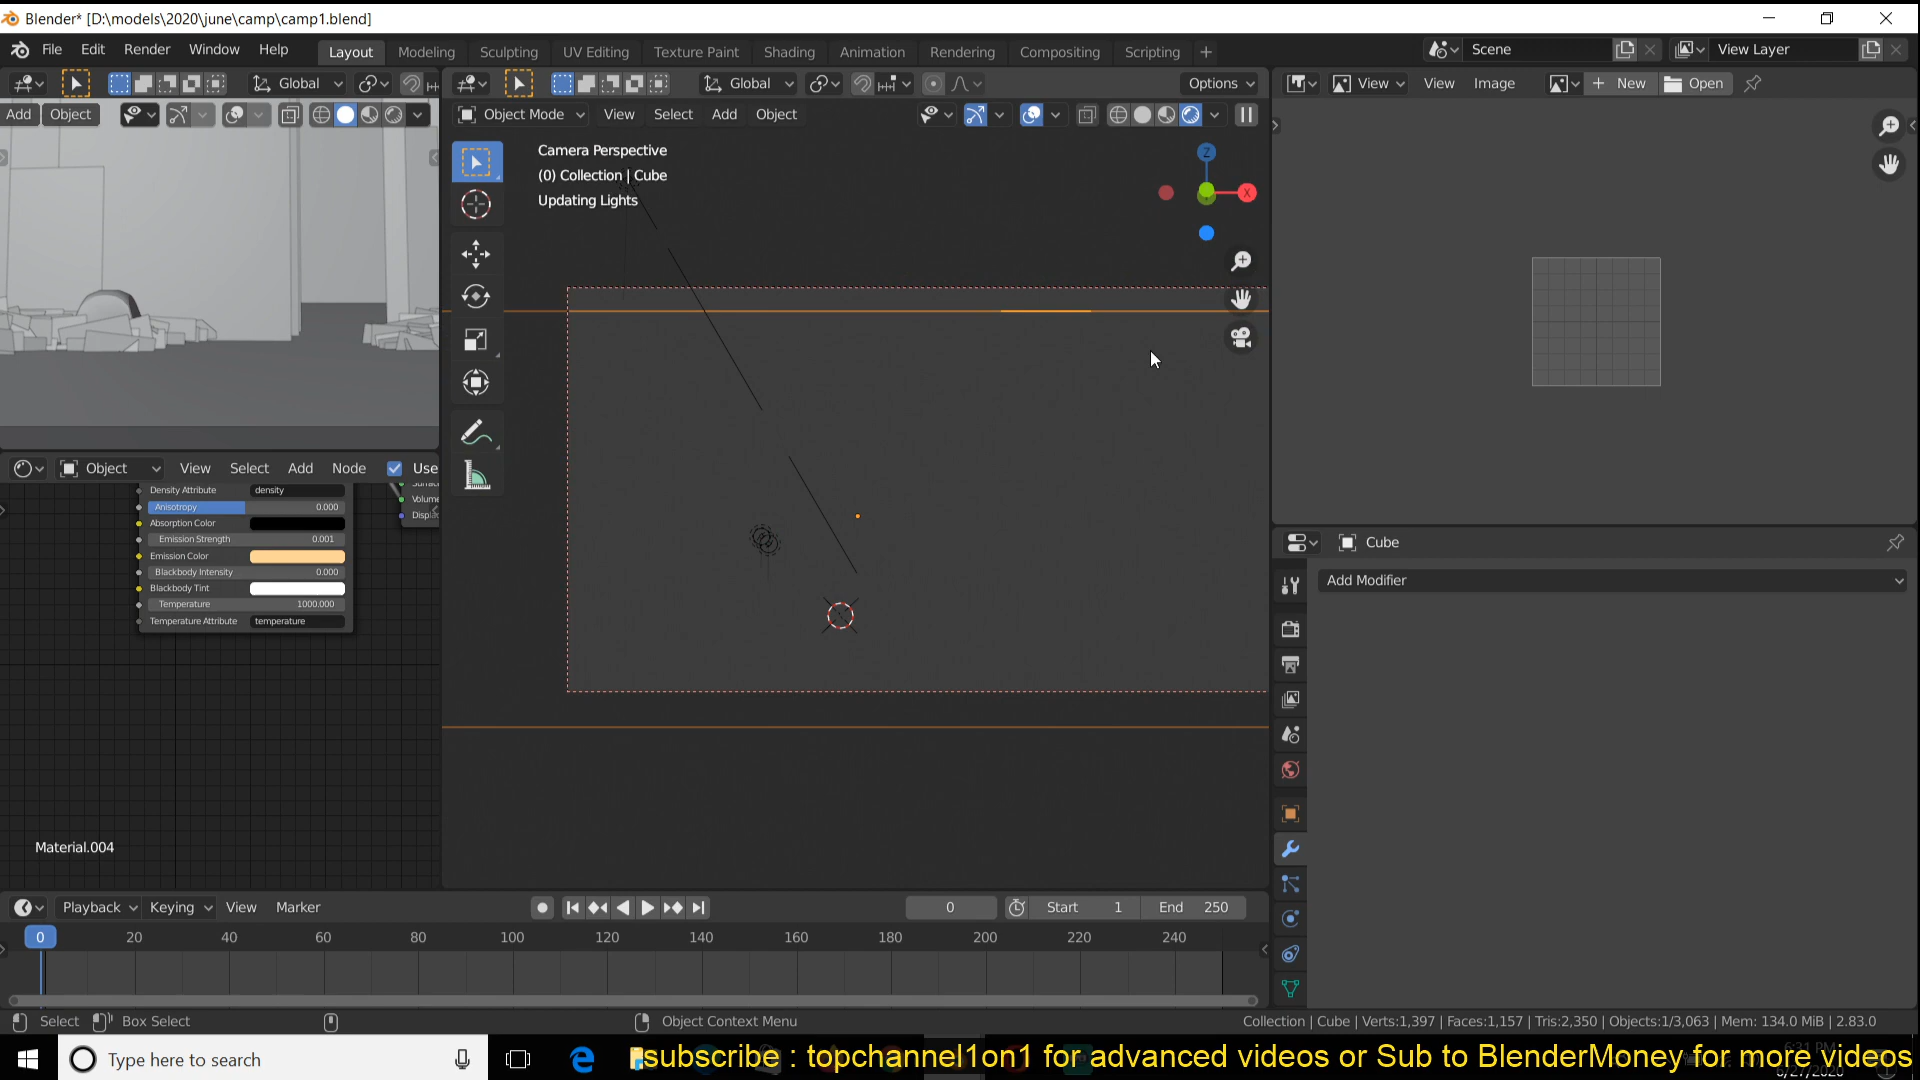 Blender* [D:\models\2020\june\camp\camp1.blend]
File Edit Render Window Help Layout Modeling Sculpting UV Editing Texture Paint Shading Animation Rendering Compositing Scripting + Scene View Layer
Global Global Options View View Image + New Open
Add Object Object Mode View Select Add Object
Camera Perspective
(0) Collection | Cube
Updating Lights
Z
X
Object View Select Add Node Use
Density Attribute density
Anisotropy 0.000
Absorption Color
Emission Strength 0.001
Emission Color
Blackbody Intensity 0.000
Blackbody Tint
Temperature 1000.000
Temperature Attribute temperature
Volume
Material.004
Cube
Add Modifier
Playback Keying View Marker 0 Start 1 End 250
0 20 40 60 80 100 120 140 160 180 200 220 240
Select Box Select Object Context Menu Collection | Cube | Verts:1,397 | Faces:1,157 | Tris:2,350 | Objects:1/3,063 | Mem: 134.0 MiB | 2.83.0
Type here to search
subscribe : topchannel1on1 for advanced videos or Sub to BlenderMoney for more videos